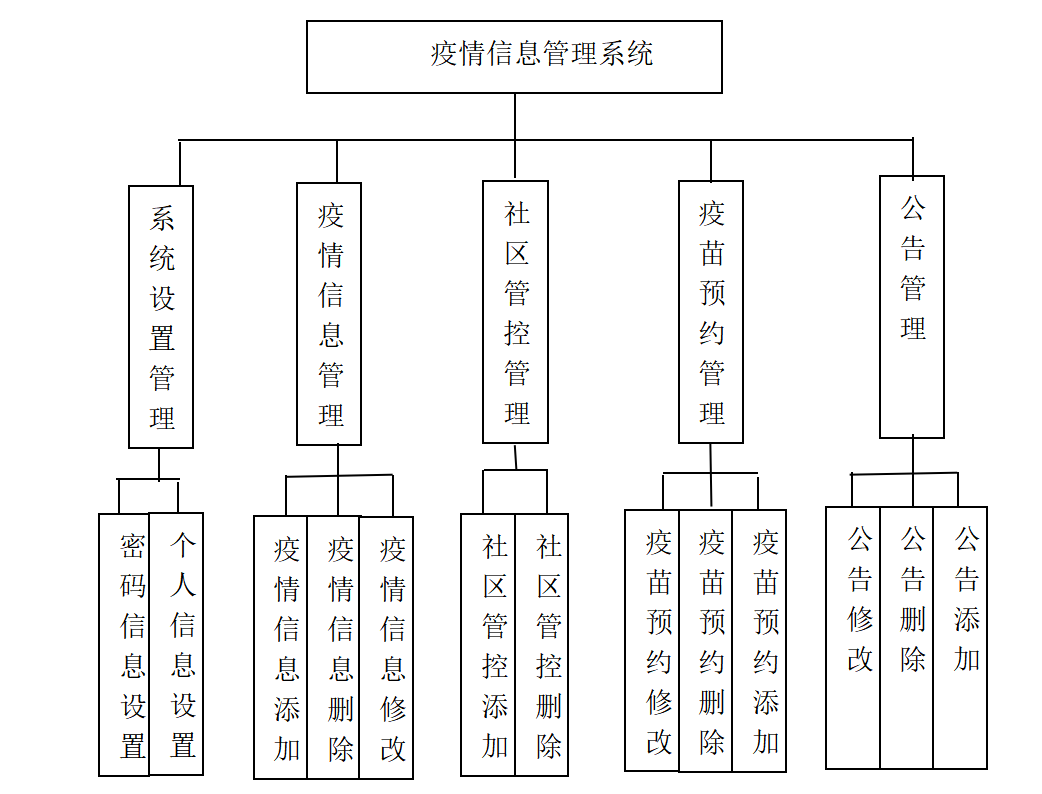 疫情信息管理系统
系统设置管理
疫情信息管理
社区管控管理
疫苗预约管理
公告管理
密码信息设置
个人信息设置
疫情信息添加
疫情信息删除
疫情信息修改
社区管控添加
社区管控删除
疫苗预约修改
疫苗预约删除
疫苗预约添加
公告修改
公告删除
公告添加